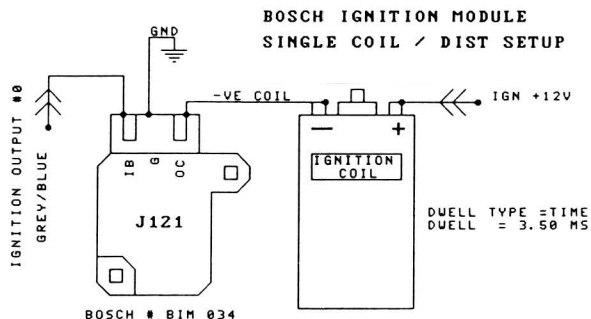 BOSCH IGNITION MODULE
SINGLE COIL / DIST SETUP
GND
-VE COIL
IGN +12V
IGNITION OUTPUT #0
GREY/BLUE
IB
G
OC
J121
BOSCH # BIM 034
— +
IGNITION
COIL
DWELL TYPE =TIME
DWELL = 3.50 MS